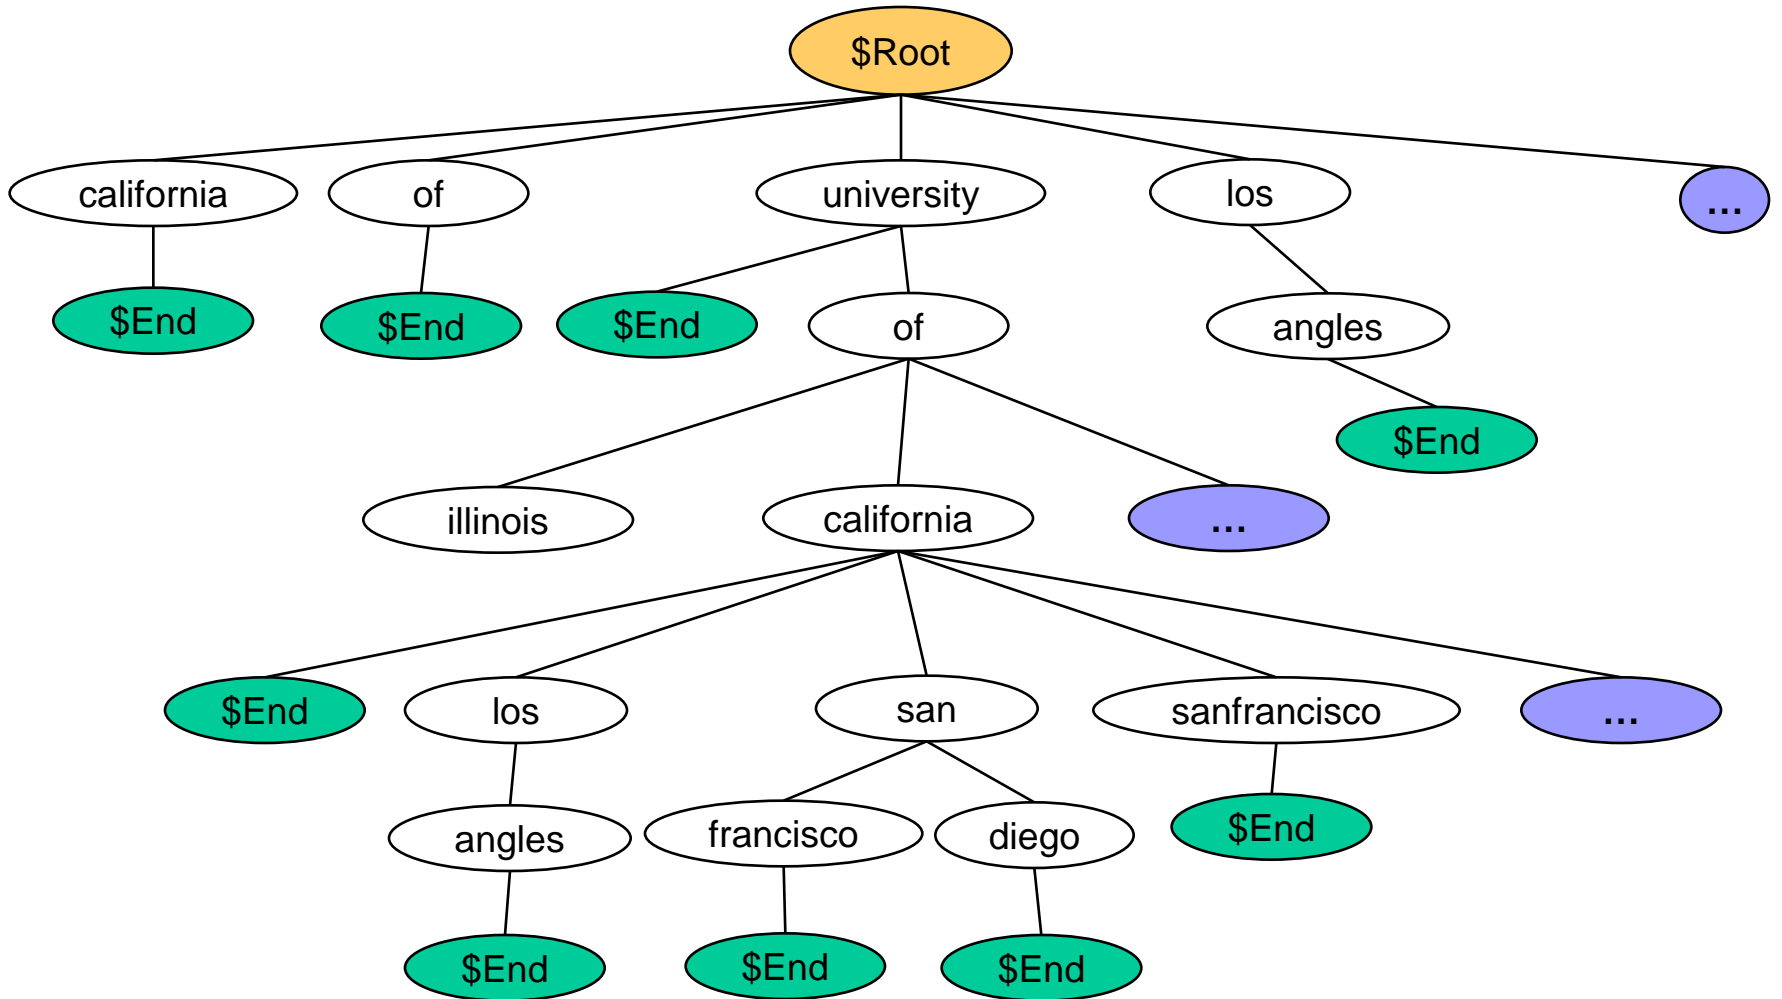 $Root
california
of
university
los
...
$End
$End
$End
of
angles
$End
illinois
california
...
$End
los
san
sanfrancisco
...
angles
francisco
diego
$End
$End
$End
$End